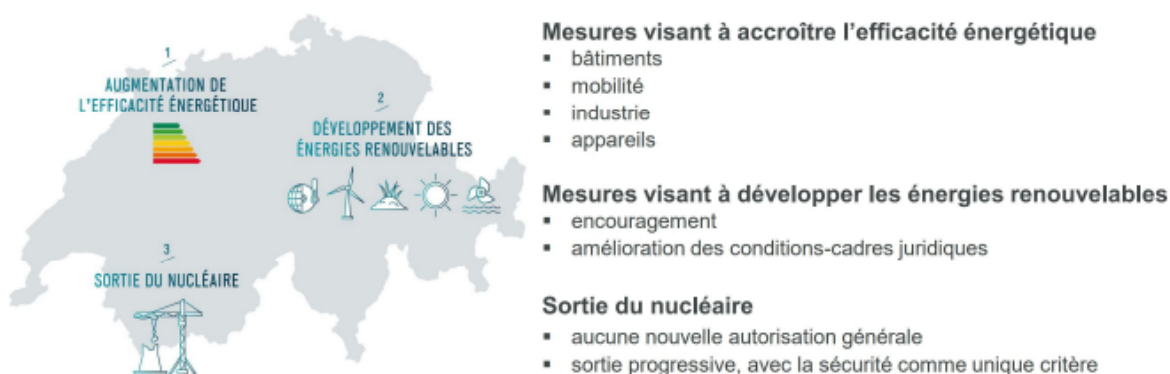 1
AUGMENTATION DE
L'EFFICACITÉ ÉNERGÉTIQUE
2
DÉVELOPPEMENT DES
ÉNERGIES RENOUVELABLES
3
SORTIE DU NUCLÉAIRE
Mesures visant à accroître l'efficacité énergétique
▪ bâtiments
▪ mobilité
▪ industrie
▪ appareils
Mesures visant à développer les énergies renouvelables
▪ encouragement
▪ amélioration des conditions-cadres juridiques
Sortie du nucléaire
▪ aucune nouvelle autorisation générale
▪ sortie progressive, avec la sécurité comme unique critère